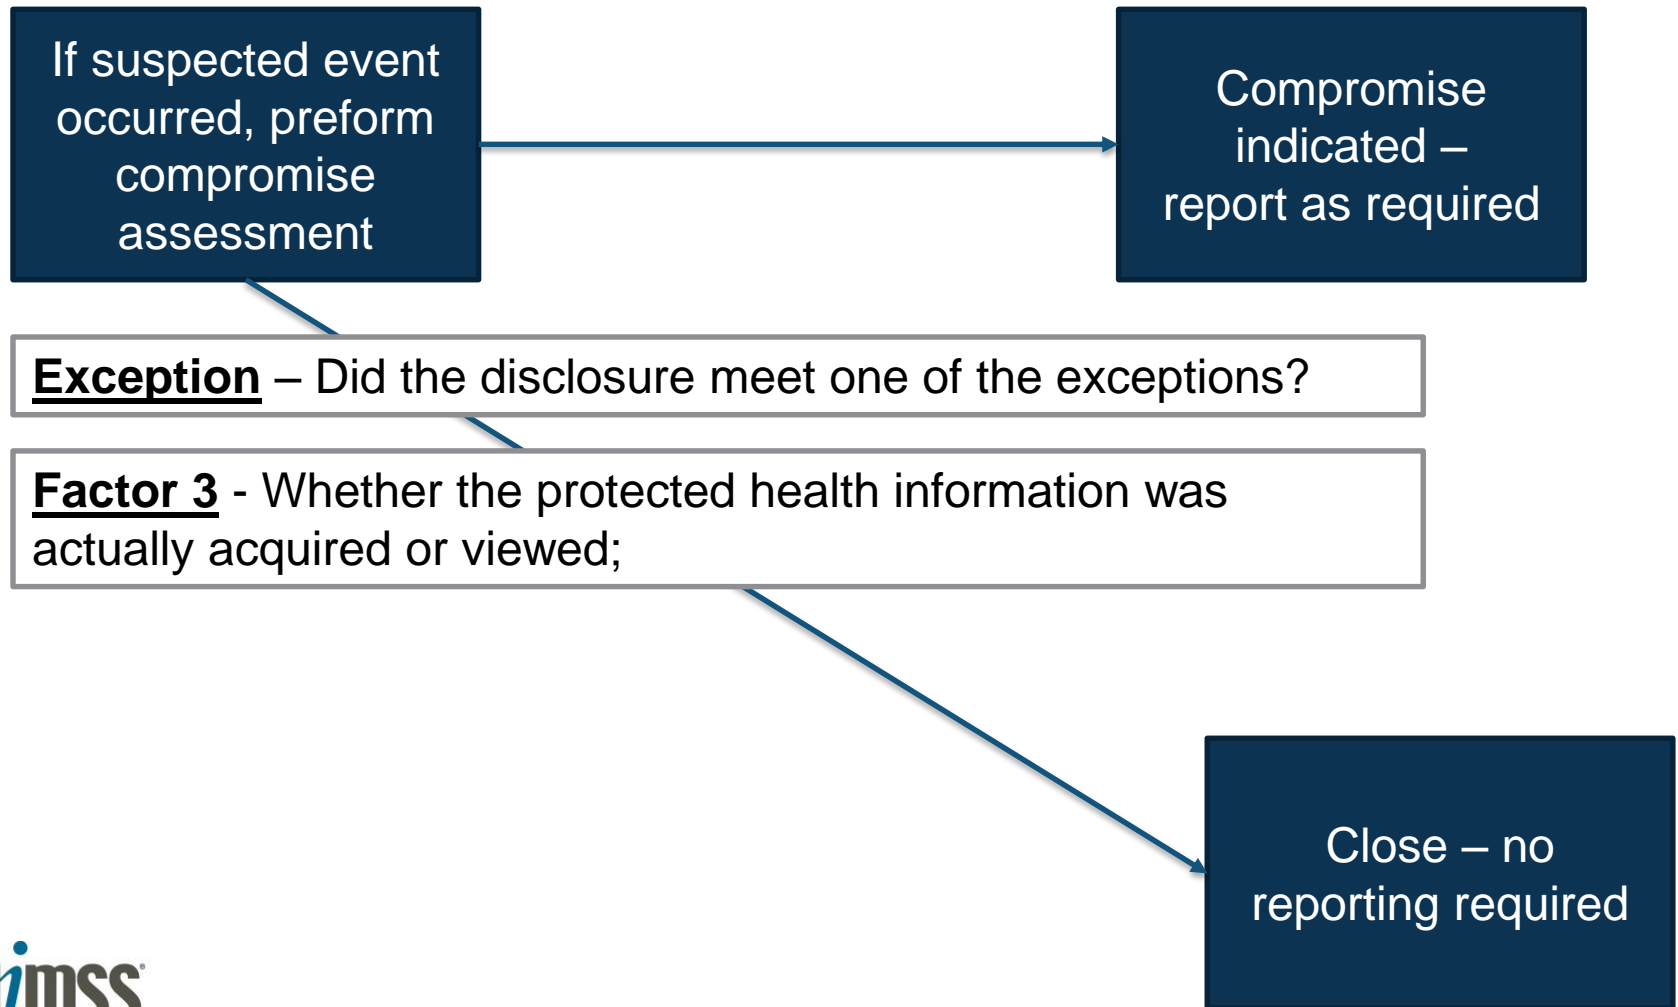 If suspected event
occurred, preform
compromise
assessment
Compromise
indicated –
report as required
Exception – Did the disclosure meet one of the exceptions?
Factor 3 - Whether the protected health information was
actually acquired or viewed;
Close – no
reporting required
himss